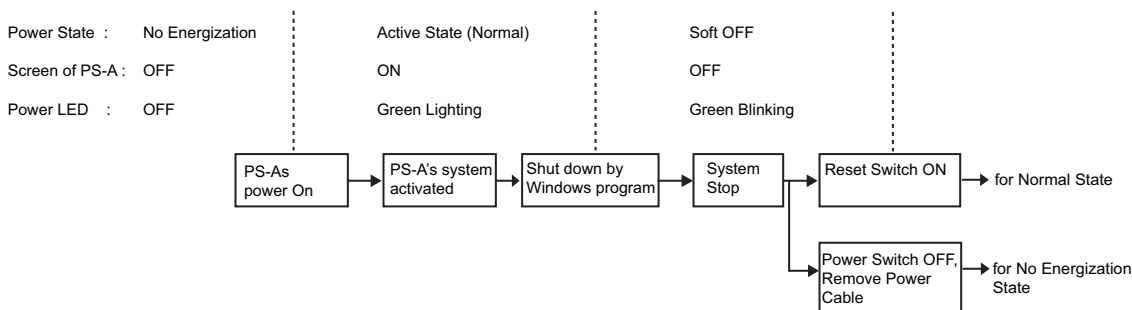 Power State : No Energization Active State (Normal) Soft OFF
Screen of PS-A : OFF ON OFF
Power LED : OFF Green Lighting Green Blinking
PS-As
power On
PS-A's system
activated
Shut down by
Windows program
System
Stop
Reset Switch ON
for Normal State
Power Switch OFF,
Remove Power
Cable
for No Energization
State